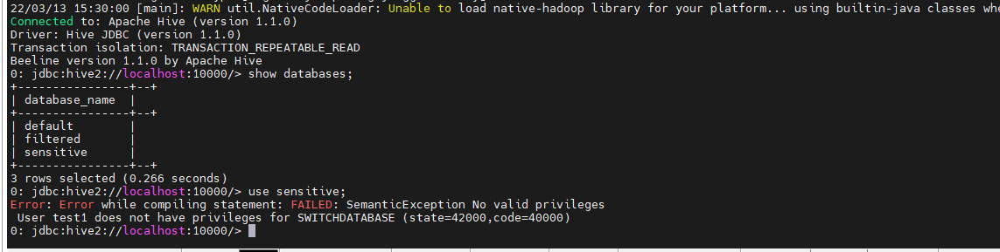 22/03/13 15:30:00 [main]: WARN util.NativeCodeLoader: Unable to load native-hadoop library for your platform... using builtin-java classes whe
Connected to: Apache Hive (version 1.1.0)
Driver: Hive JDBC (version 1.1.0)
Transaction isolation: TRANSACTION_REPEATABLE_READ
Beeline version 1.1.0 by Apache Hive
0: jdbc:hive2://localhost:10000/> show databases;
+----------------+--+
| database_name  |
+----------------+--+
| default        |
| filtered       |
| sensitive      |
+----------------+--+
3 rows selected (0.266 seconds)
0: jdbc:hive2://localhost:10000/> use sensitive;
Error: Error while compiling statement: FAILED: SemanticException No valid privileges
 User test1 does not have privileges for SWITCHDATABASE (state=42000,code=40000)
0: jdbc:hive2://localhost:10000/>